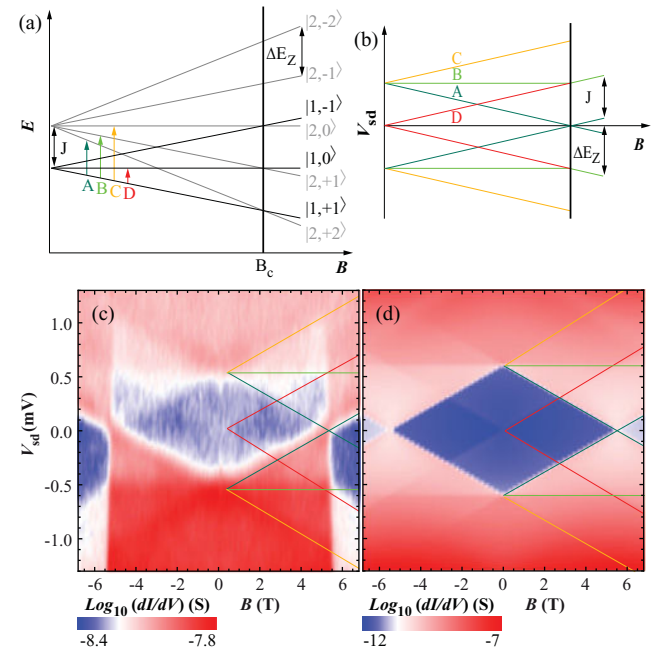 (a)
E
J
A
B
C
D
ΔE_Z
|2,-2⟩
|2,-1⟩
|1,-1⟩
|2,0⟩
|1,0⟩
|2,+1⟩
|1,+1⟩
|2,+2⟩
B_c
B
(b)
V_sd
C
B
A
D
J
B
ΔE_Z
(c)
V_sd (mV)
1.0
0.5
0.0
-0.5
-1.0
-6 -4 -2 0 2 4 6
(d)
-6 -4 -2 0 2 4 6
B (T)
Log_10 (dI/dV) (S)
-8.4 -7.8
Log_10 (dI/dV) (S)
-12 -7